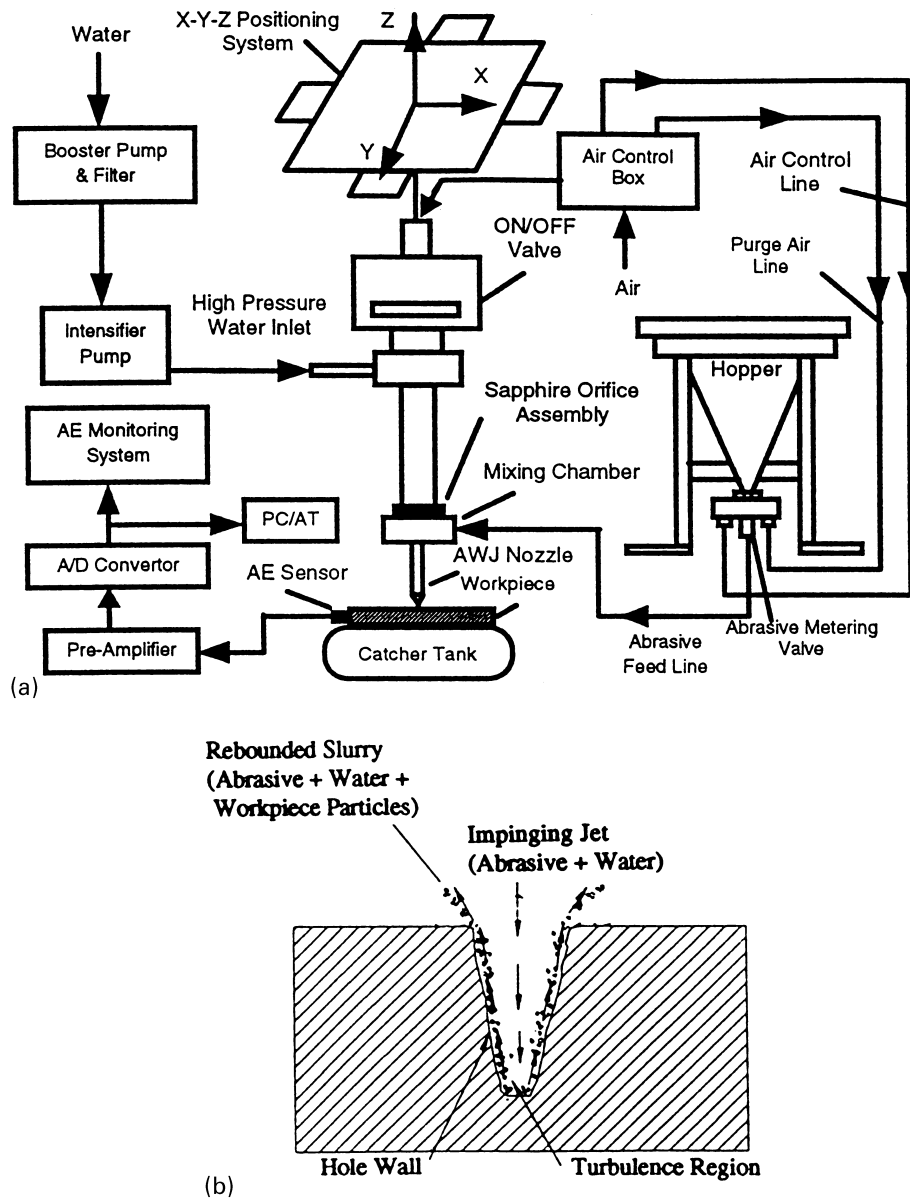 X-Y-Z Positioning
System
Z
X
Y
Water
Booster Pump
& Filter
Air Control
Box
Air Control
Line
ON/OFF
Valve
Purge Air
Line
Air
High Pressure
Water Inlet
Intensifier
Pump
Hopper
Sapphire Orifice
Assembly
AE Monitoring
System
Mixing Chamber
PC/AT
A/D Convertor
AWJ Nozzle
AE Sensor
Workpiece
Pre-Amplifier
Catcher Tank
Abrasive
Feed Line
Abrasive Metering
Valve
(a)
Rebounded Slurry
(Abrasive + Water +
Workpiece Particles)
Impinging Jet
(Abrasive + Water)
Hole Wall
Turbulence Region
(b)